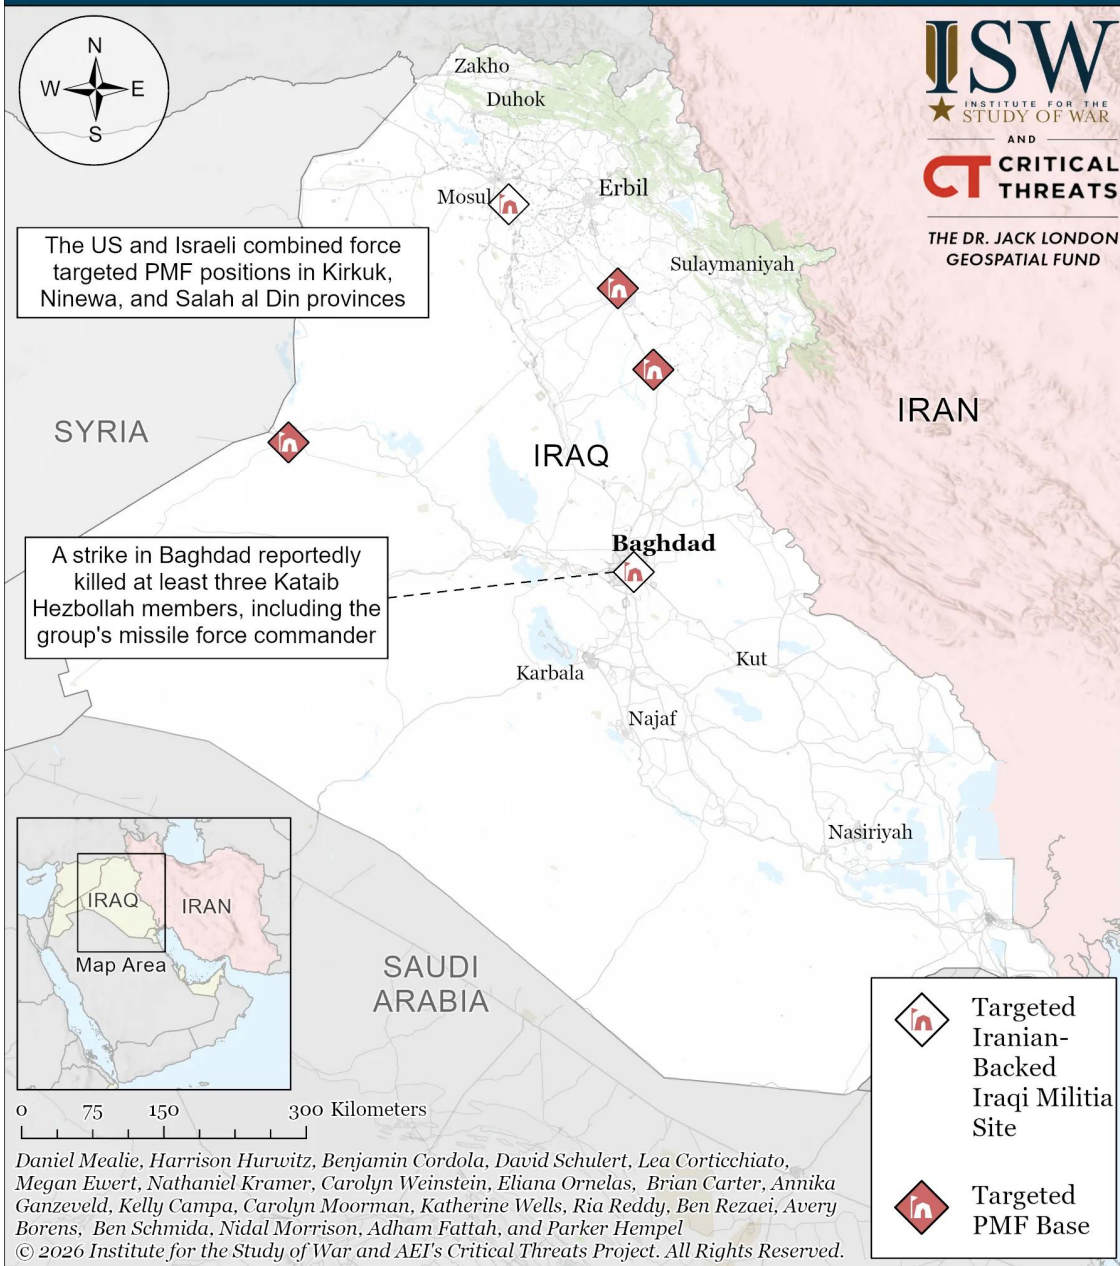 N
W
E
S
ISW
INSTITUTE FOR THE
STUDY OF WAR
AND
CT CRITICAL
THREATS
THE DR. JACK LONDON
GEOSPATIAL FUND
Zakho
Duhok
Mosul
Erbil
Sulaymaniyah
The US and Israeli combined force
targeted PMF positions in Kirkuk,
Ninewa, and Salah al Din provinces
SYRIA
IRAQ
IRAN
Baghdad
A strike in Baghdad reportedly
killed at least three Kataib
Hezbollah members, including the
group's missile force commander
Karbala
Kut
Najaf
Nasiriyah
SAUDI
ARABIA
IRAQ
IRAN
Map Area
0 75 150 300 Kilometers
Targeted
Iranian-
Backed
Iraqi Militia
Site
Targeted
PMF Base
Daniel Mealie, Harrison Hurwitz, Benjamin Cordola, David Schulert, Lea Corticchiato,
Megan Ewert, Nathaniel Kramer, Carolyn Weinstein, Eliana Ornelas, Brian Carter, Annika
Ganzeveld, Kelly Campa, Carolyn Moorman, Katherine Wells, Ria Reddy, Ben Rezaei, Avery
Borens, Ben Schmida, Nidal Morrison, Adham Fattah, and Parker Hempel
© 2026 Institute for the Study of War and AEI's Critical Threats Project. All Rights Reserved.